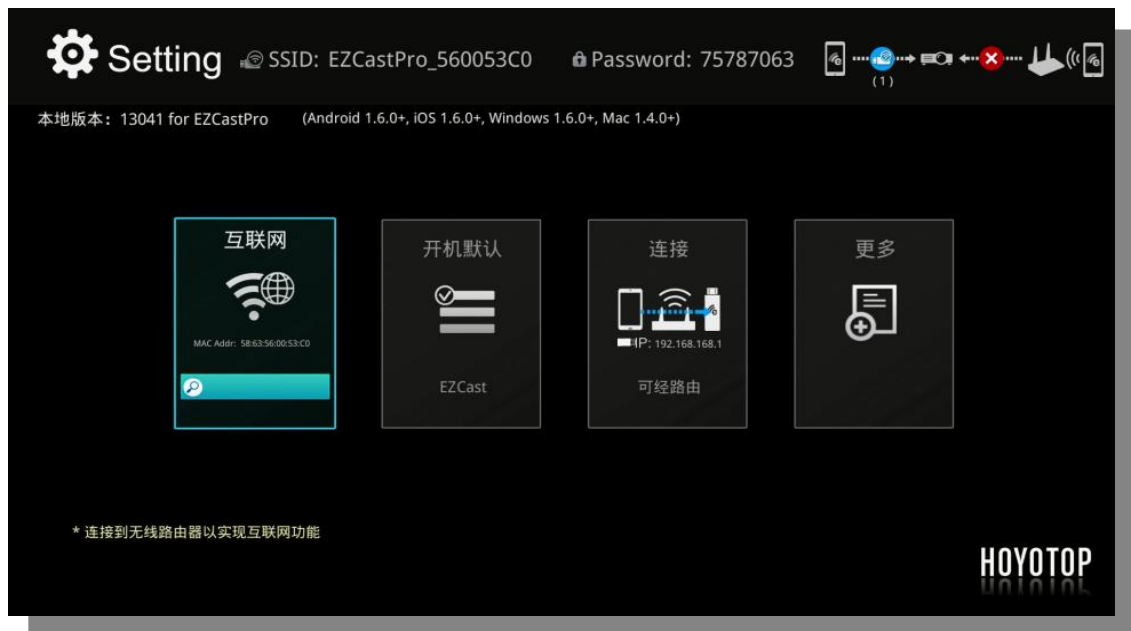 Setting SSID: EZCastPro_560053C0 Password: 75787063
(1)
本地版本: 13041 for EZCastPro (Android 1.6.0+, iOS 1.6.0+, Windows 1.6.0+, Mac 1.4.0+)
互联网
MAC Addr: 58:63:56:00:53:C0
开机默认
EZCast
连接
IP: 192.168.168.1
可经路由
更多
* 连接到无线路由器以实现互联网功能
HOYOTOP